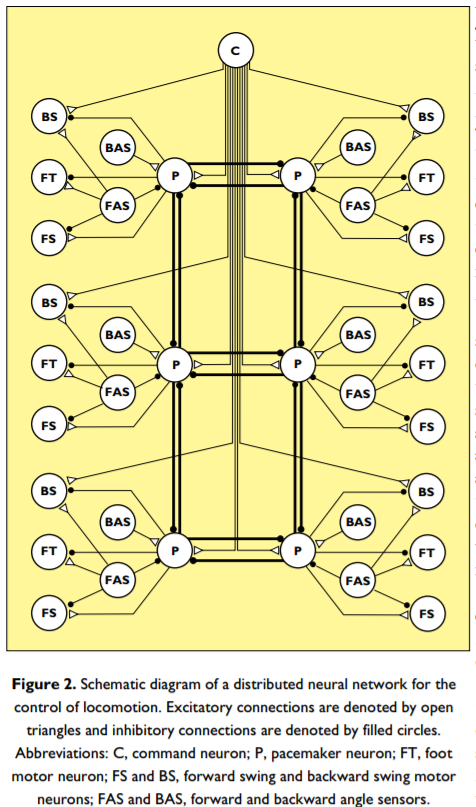 C
BS BS
BAS BAS
FT P P FT
FAS FAS
FS FS
BS BS
BAS BAS
FT P P FT
FAS FAS
FS FS
BS BS
BAS BAS
FT P P FT
FAS FAS
FS FS
Figure 2. Schematic diagram of a distributed neural network for the
control of locomotion. Excitatory connections are denoted by open
triangles and inhibitory connections are denoted by filled circles.
Abbreviations: C, command neuron; P, pacemaker neuron; FT, foot
motor neuron; FS and BS, forward swing and backward swing motor
neurons; FAS and BAS, forward and backward angle sensors.